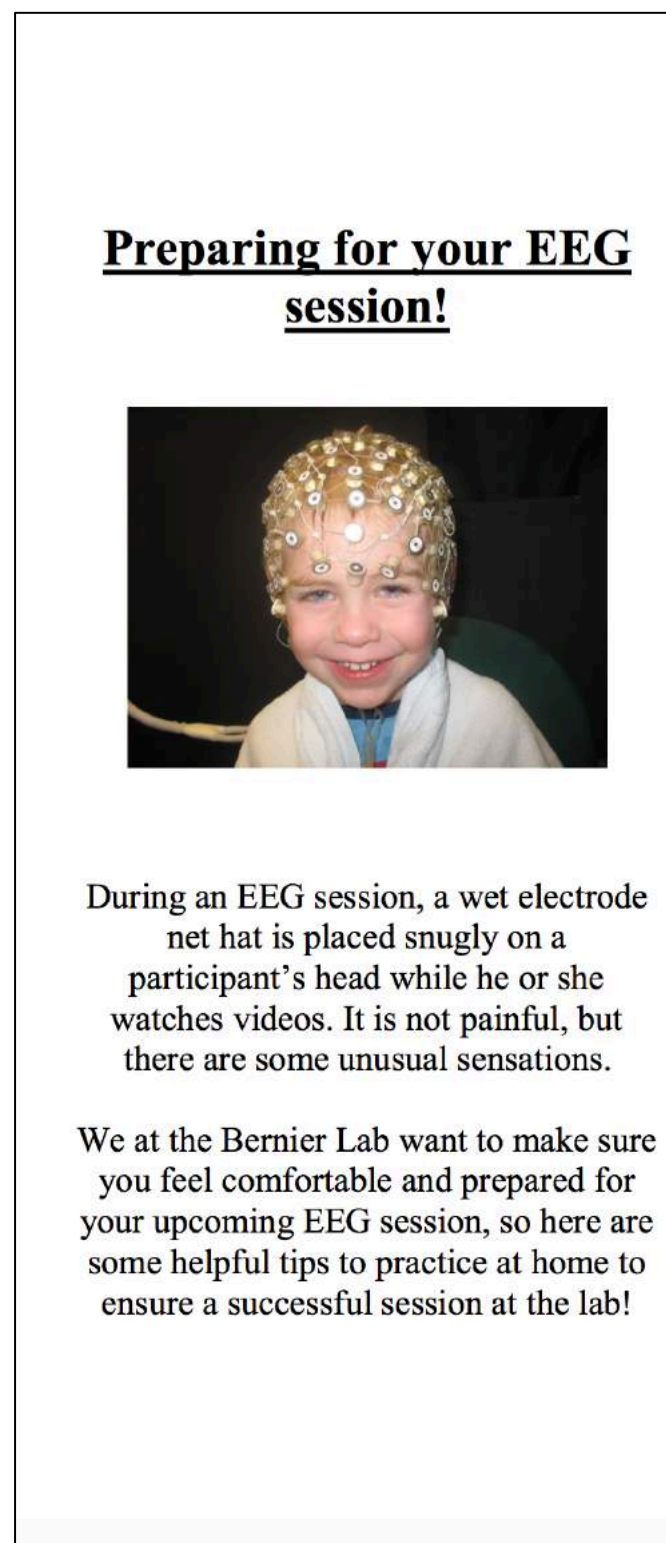 Preparing for your EEG
session!
During an EEG session, a wet electrode
net hat is placed snugly on a
participant’s head while he or she
watches videos. It is not painful, but
there are some unusual sensations.
We at the Bernier Lab want to make sure
you feel comfortable and prepared for
your upcoming EEG session, so here are
some helpful tips to practice at home to
ensure a successful session at the lab!